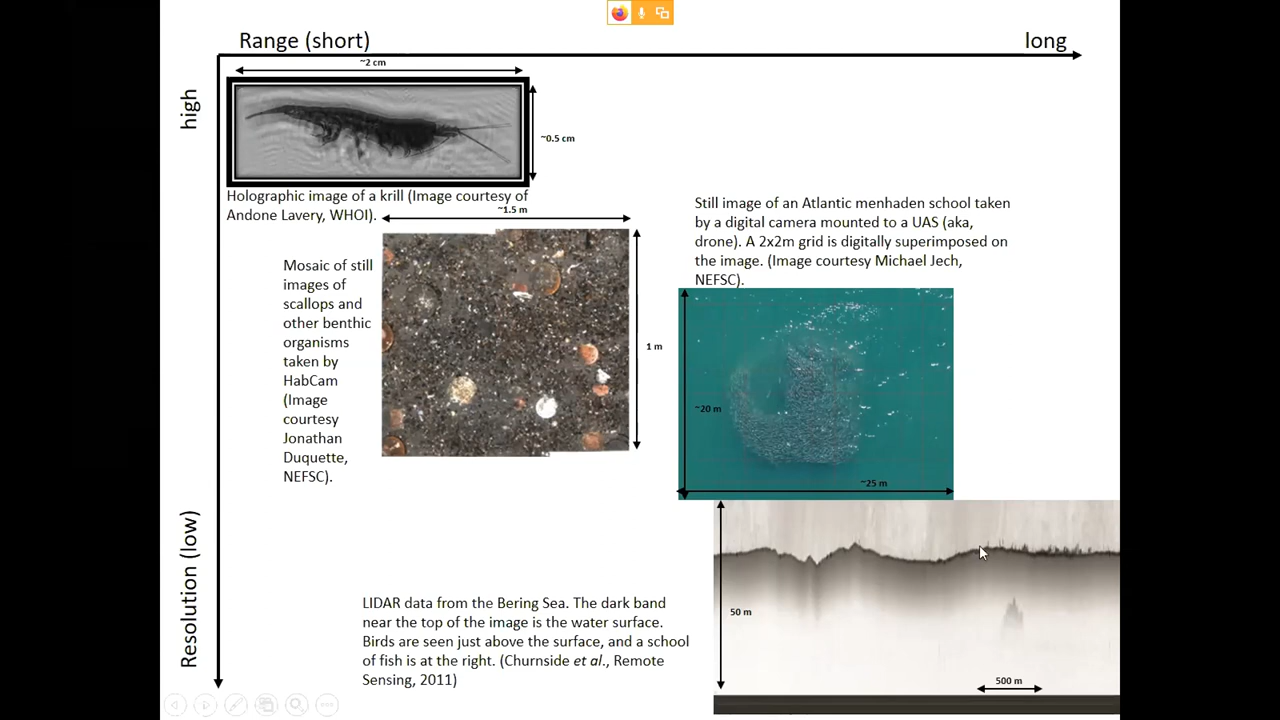 Range (short)
long
~2 cm
high
~0.5 cm
Holographic image of a krill (Image courtesy of
Andone Lavery, WHOI).
~1.5 m
Still image of an Atlantic menhaden school taken
by a digital camera mounted to a UAS (aka,
drone). A 2x2m grid is digitally superimposed on
the image. (Image courtesy Michael Jech,
NEFSC).
Mosaic of still
images of
scallops and
other benthic
organisms
taken by
HabCam
(Image
courtesy
Jonathan
Duquette,
NEFSC).
1 m
~20 m
~25 m
Resolution (low)
LIDAR data from the Bering Sea. The dark band
near the top of the image is the water surface.
Birds are seen just above the surface, and a school
of fish is at the right. (Churnside et al., Remote
Sensing, 2011)
50 m
500 m